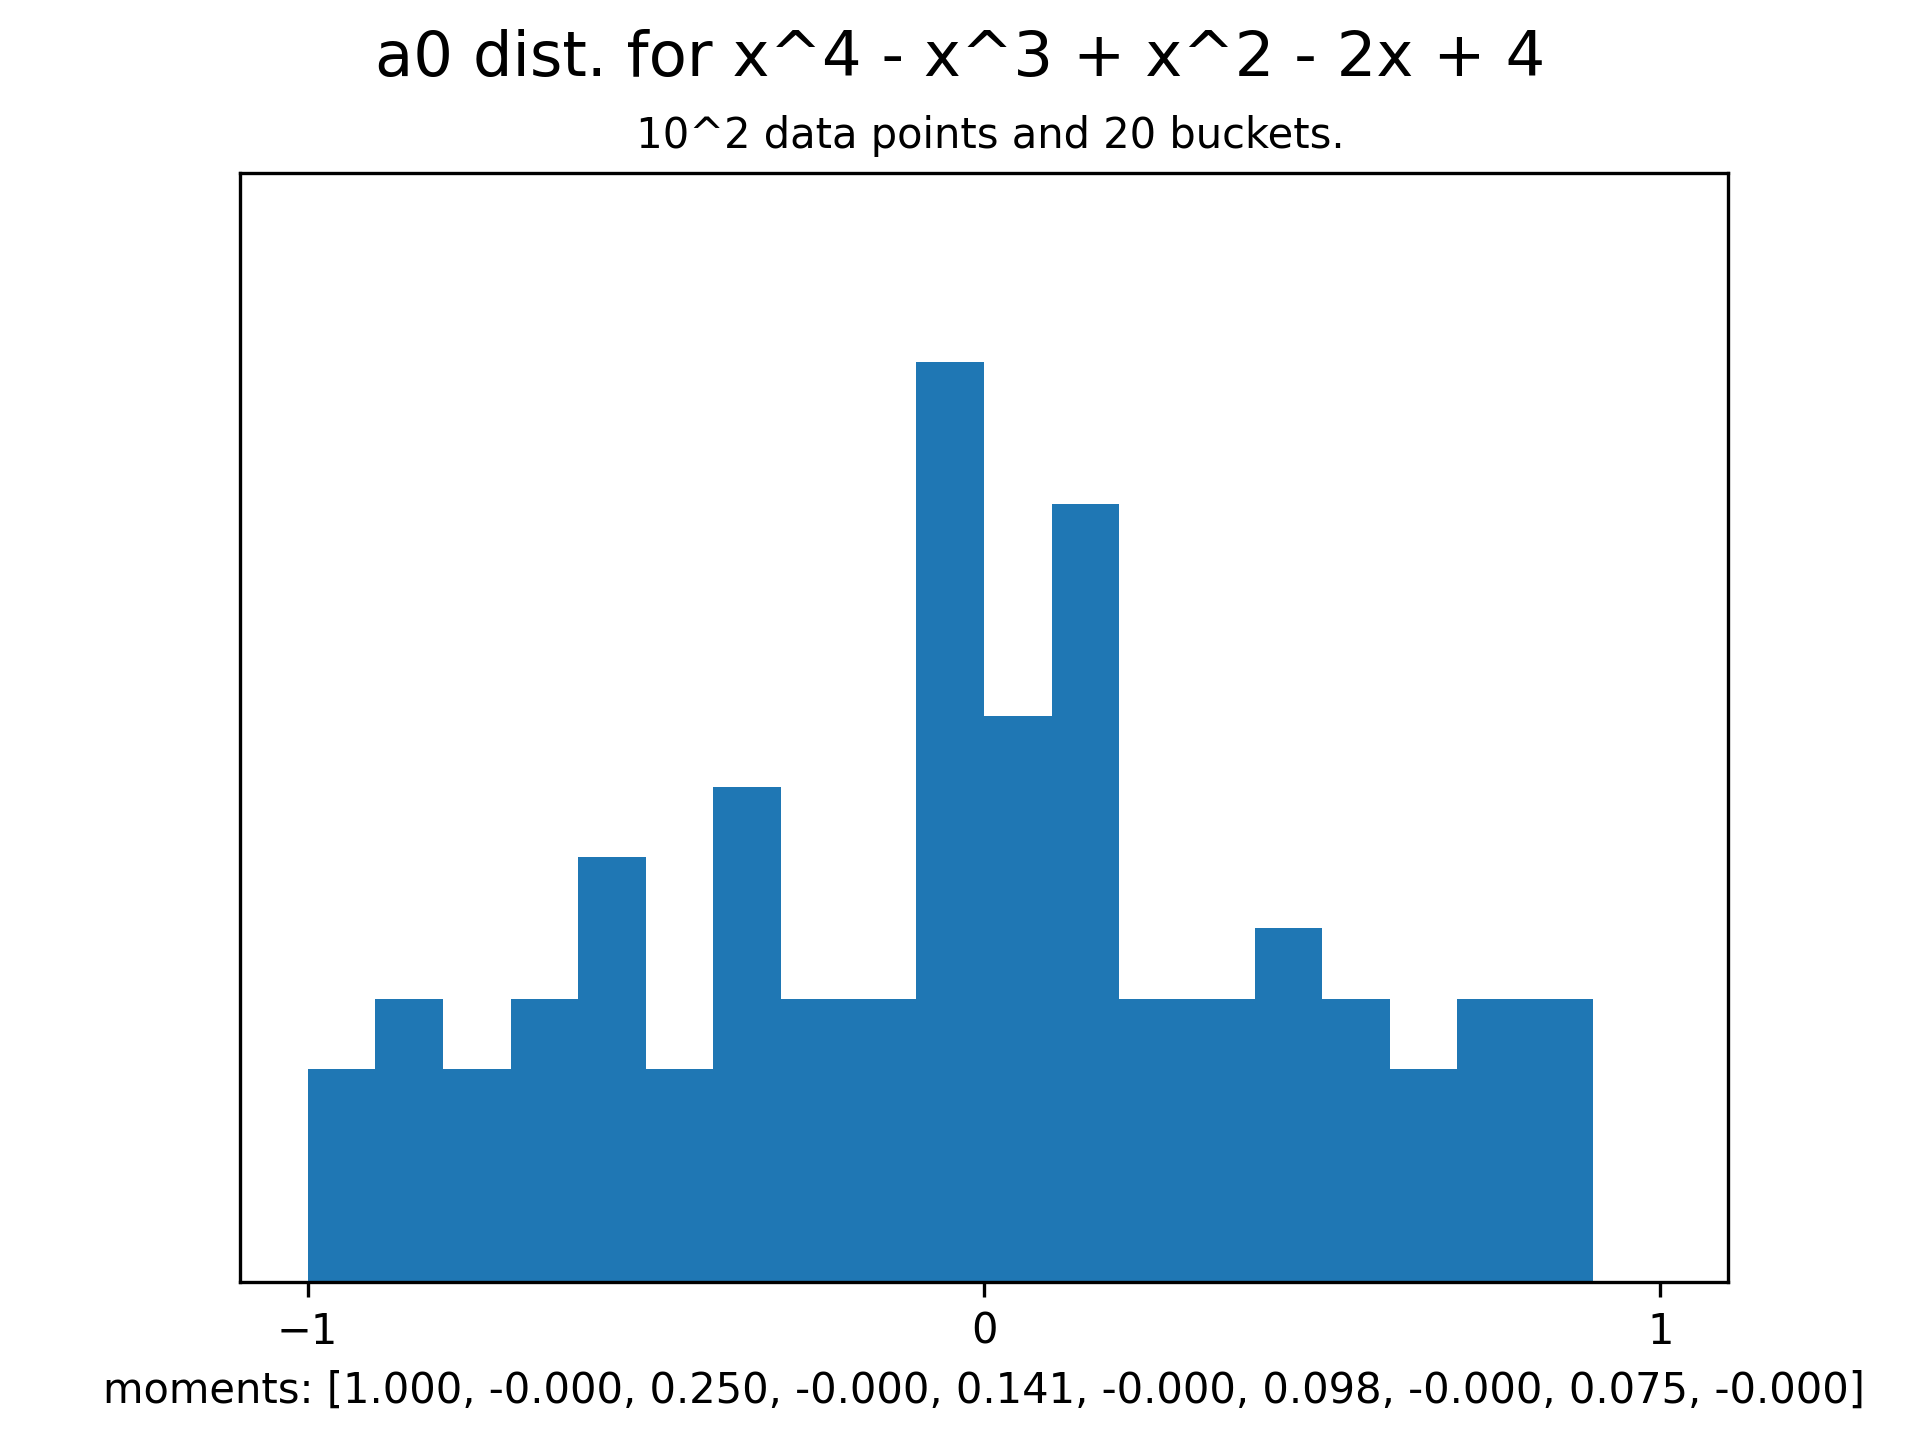 a0 dist. for x^4 - x^3 + x^2 - 2x + 4
10^2 data points and 20 buckets.
−1 0 1
moments: [1.000, -0.000, 0.250, -0.000, 0.141, -0.000, 0.098, -0.000, 0.075, -0.000]